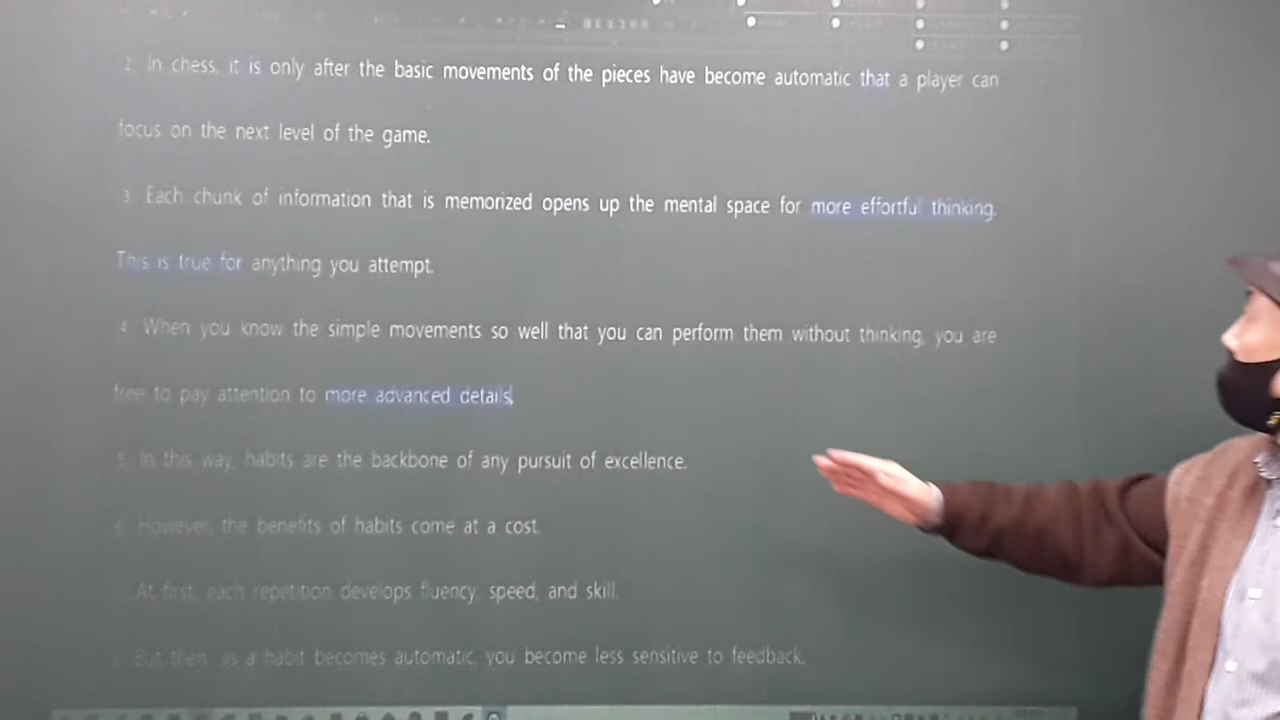 2 In chess, it is only after the basic movements of the pieces have become automatic that a player can
focus on the next level of the game.
3 Each chunk of information that is memorized opens up the mental space for more effortful thinking.
This is true for anything you attempt.
4 When you know the simple movements so well that you can perform them without thinking, you are
free to pay attention to more advanced details.
5 In this way, habits are the backbone of any pursuit of excellence.
6 However, the benefits of habits come at a cost.
At first, each repetition develops fluency, speed, and skill.
But then, as a habit becomes automatic, you become less sensitive to feedback.